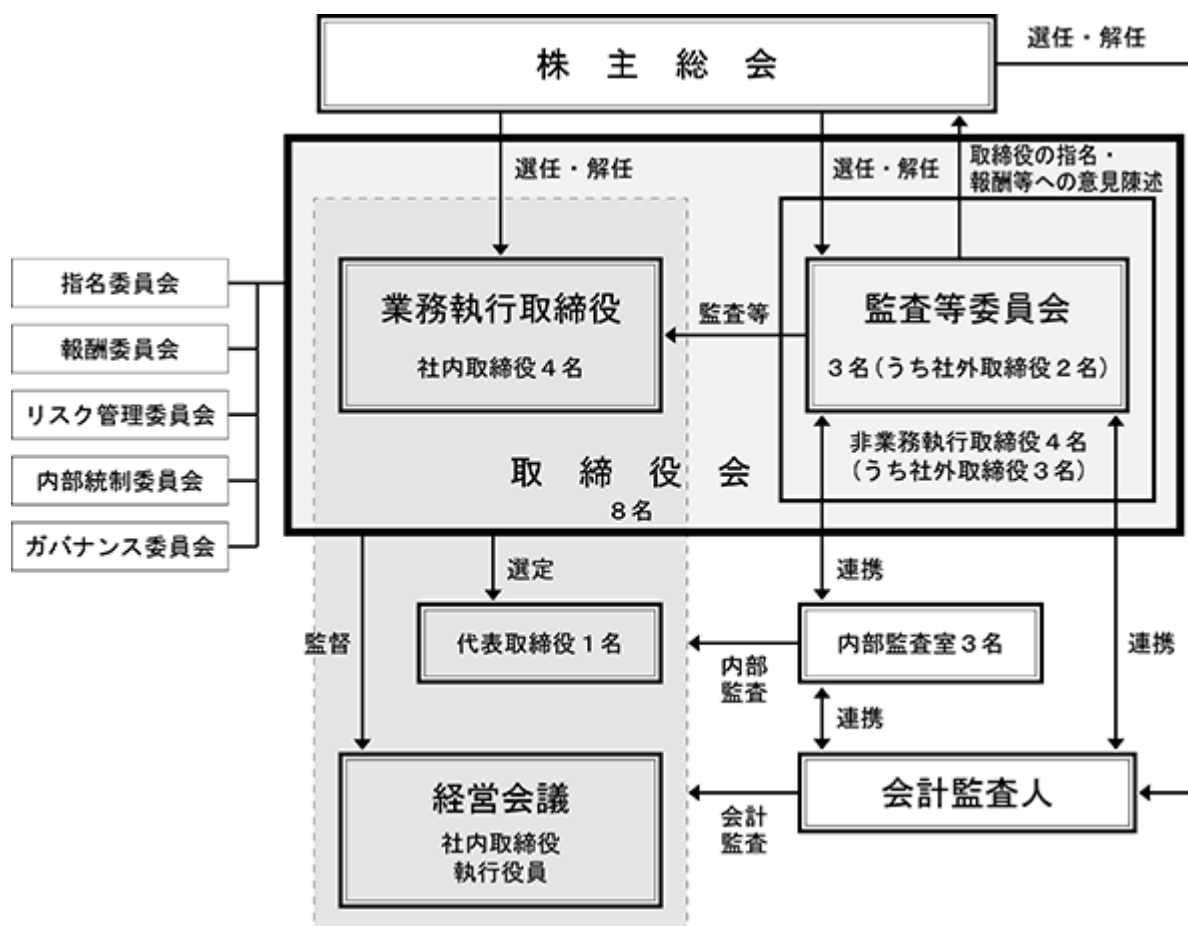 株主総会
選任・解任
選任・解任
選任・解任
取締役の指名・
報酬等への意見陳述
指名委員会
報酬委員会
リスク管理委員会
内部統制委員会
ガバナンス委員会
業務執行取締役
社内取締役4名
監査等
監査等委員会
3名(うち社外取締役2名)
非業務執行取締役4名
(うち社外取締役3名)
取締役会
8名
選定
連携
監督
代表取締役1名
内部
監査
内部監査室3名
連携
連携
経営会議
社内取締役
執行役員
会計
監査
会計監査人